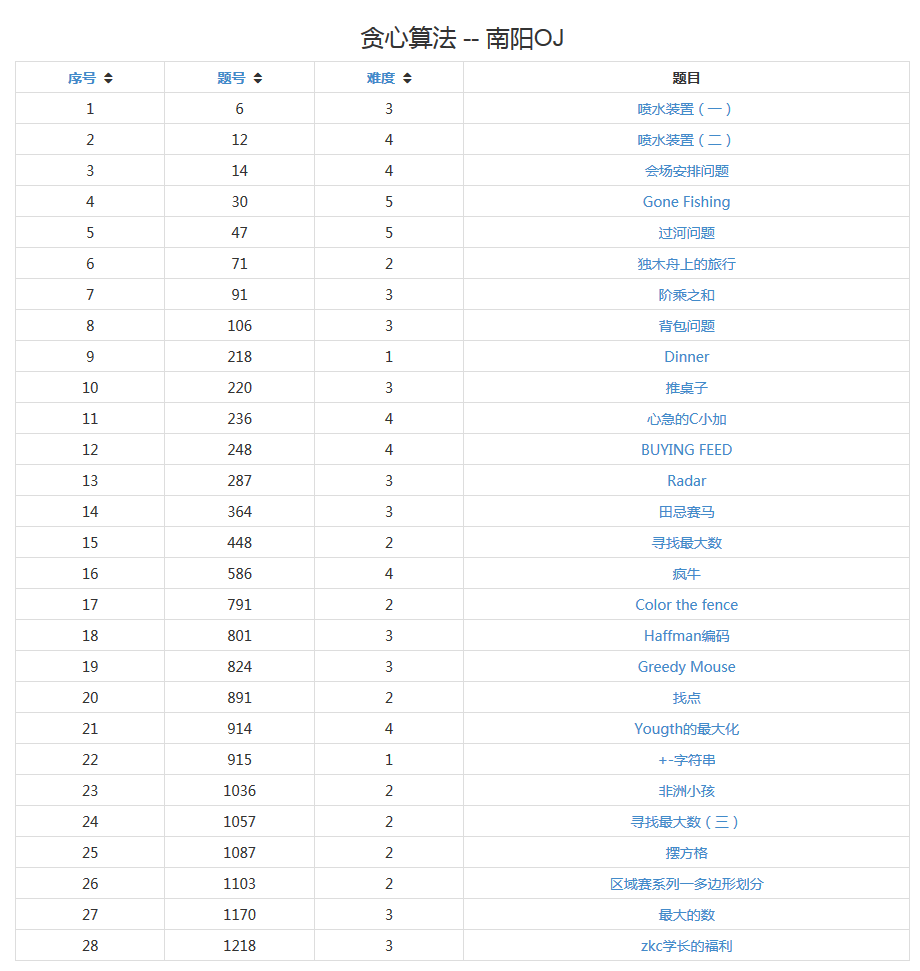 贪心算法 -- 南阳OJ
序号 题号 难度 题目
1 6 3 喷水装置（一）
2 12 4 喷水装置（二）
3 14 4 会场安排问题
4 30 5 Gone Fishing
5 47 5 过河问题
6 71 2 独木舟上的旅行
7 91 3 阶乘之和
8 106 3 背包问题
9 218 1 Dinner
10 220 3 推桌子
11 236 4 心急的C小加
12 248 4 BUYING FEED
13 287 3 Radar
14 364 3 田忌赛马
15 448 2 寻找最大数
16 586 4 疯牛
17 791 2 Color the fence
18 801 3 Haffman编码
19 824 3 Greedy Mouse
20 891 2 找点
21 914 4 Yougth的最大化
22 915 1 +-字符串
23 1036 2 非洲小孩
24 1057 2 寻找最大数（三）
25 1087 2 摆方格
26 1103 2 区域赛系列一多边形划分
27 1170 3 最大的数
28 1218 3 zkc学长的福利